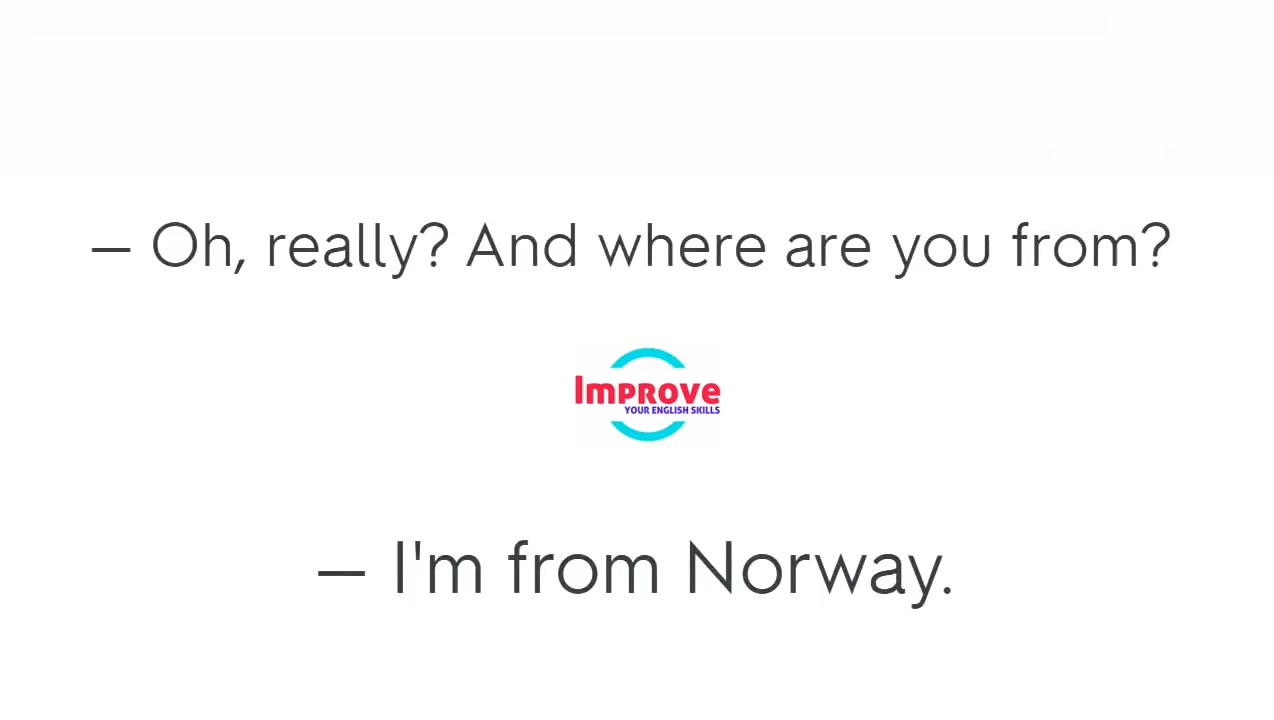 — Oh, really? And where are you from?
Improve
YOUR ENGLISH SKILLS
— I'm from Norway.